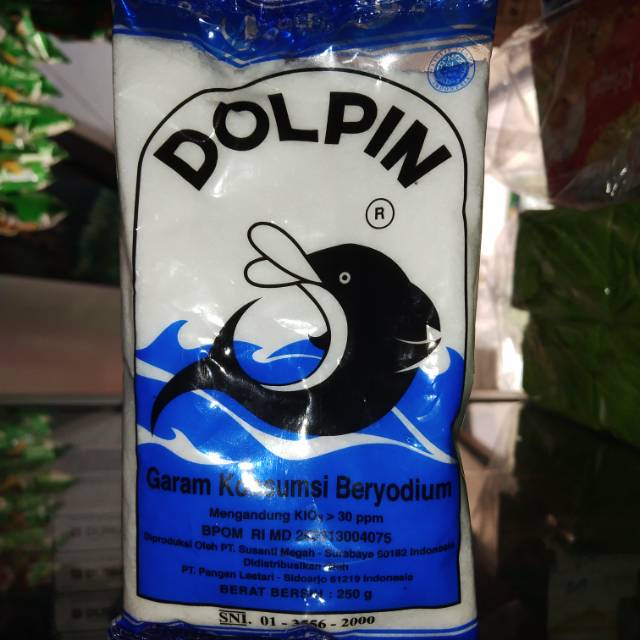 DOLPIN
®
Garam Konsumsi Beryodium
Mengandung KIO₃ > 30 ppm
BPOM RI MD
Diproduksi Oleh PT. Susanti Megah - Surabaya 50182 Indonesia
Didistribusikan Oleh
PT. Pangan Lestari - Sidoarjo 61219 Indonesia
BERAT BERSIH : 250 g
SNI. 01 - 3556 - 2000